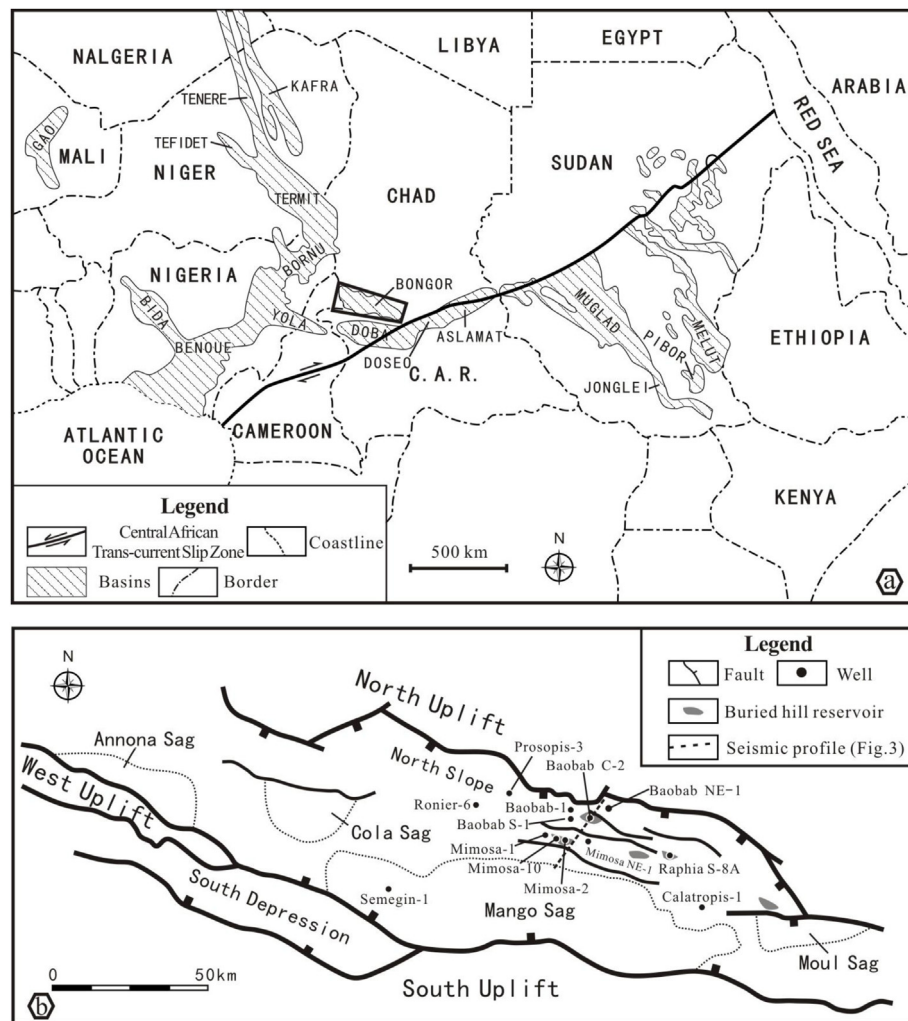 LIBYA
EGYPT
NALGERIA
ARABIA
KAFRA
TENERE
RED SEA
GAO
MALI
TEFIDET
SUDAN
NIGER
CHAD
TERMIT
BORNU
NIGERIA
BONGOR
BIDA
YOLA
DOBA
MUGLAD
BENOUE
ASLAMAT
PIBOR
MELUT
ETHIOPIA
DOSEO
C. A. R.
JONGLEI
ATLANTIC
OCEAN
CAMEROON
KENYA
Legend
Central African
Trans-current Slip Zone
Coastline
Basins
Border
500 km
N
a
N
Legend
Fault
Well
Buried hill reservoir
Seismic profile (Fig.3)
North Uplift
Annona Sag
Prosopis-3
Baobab
C-2
North Slope
Baobab NE-1
West Uplift
Ronier-6
Baobab-1
Baobab S-1
Cola Sag
Mimosa-1
Mimosa NE-1
Raphia S-8A
Mimosa-10
Mimosa-2
South Depression
Semegin-1
Calatropis-1
Mango Sag
Moul Sag
0 50km
South Uplift
b